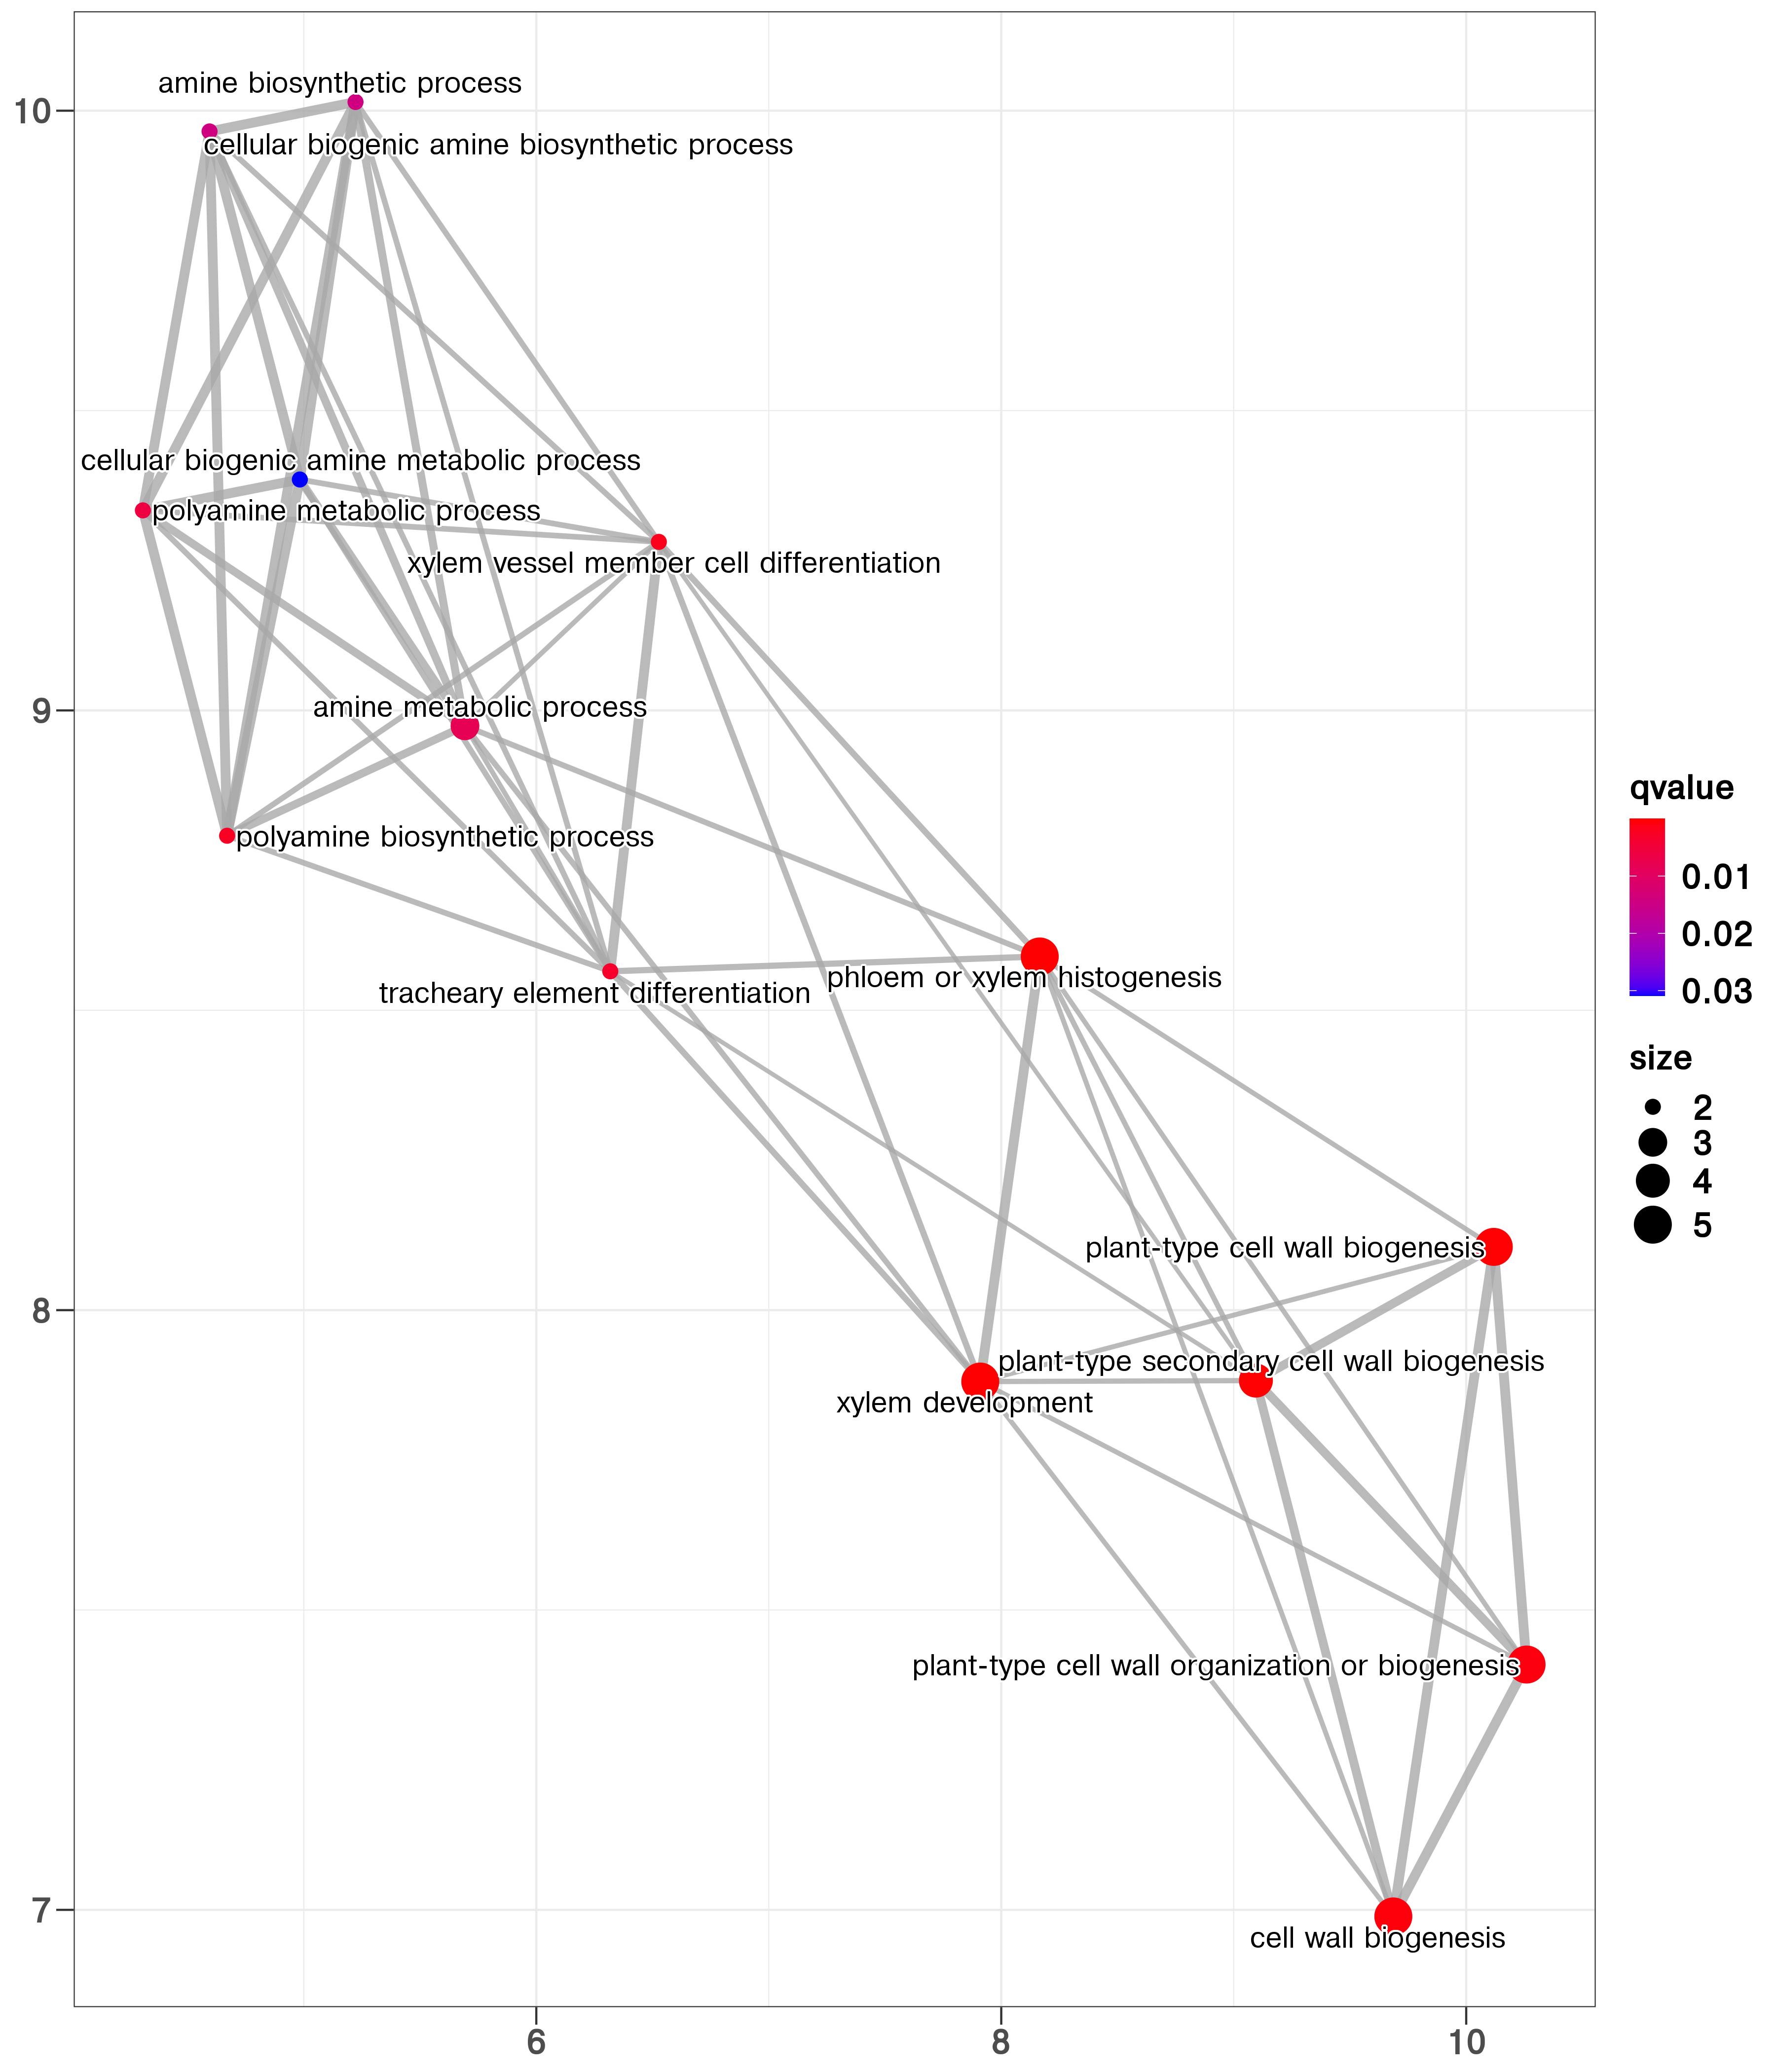 10
amine biosynthetic process
cellular biogenic amine biosynthetic process
cellular biogenic amine metabolic process
polyamine metabolic process
xylem vessel member cell differentiation
9
amine metabolic process
polyamine biosynthetic process
tracheary element differentiation
phloem or xylem histogenesis
8
plant-type cell wall biogenesis
plant-type secondary cell wall biogenesis
xylem development
plant-type cell wall organization or biogenesis
7
cell wall biogenesis
6
8
10
qvalue
0.01
0.02
0.03
size
2
3
4
5